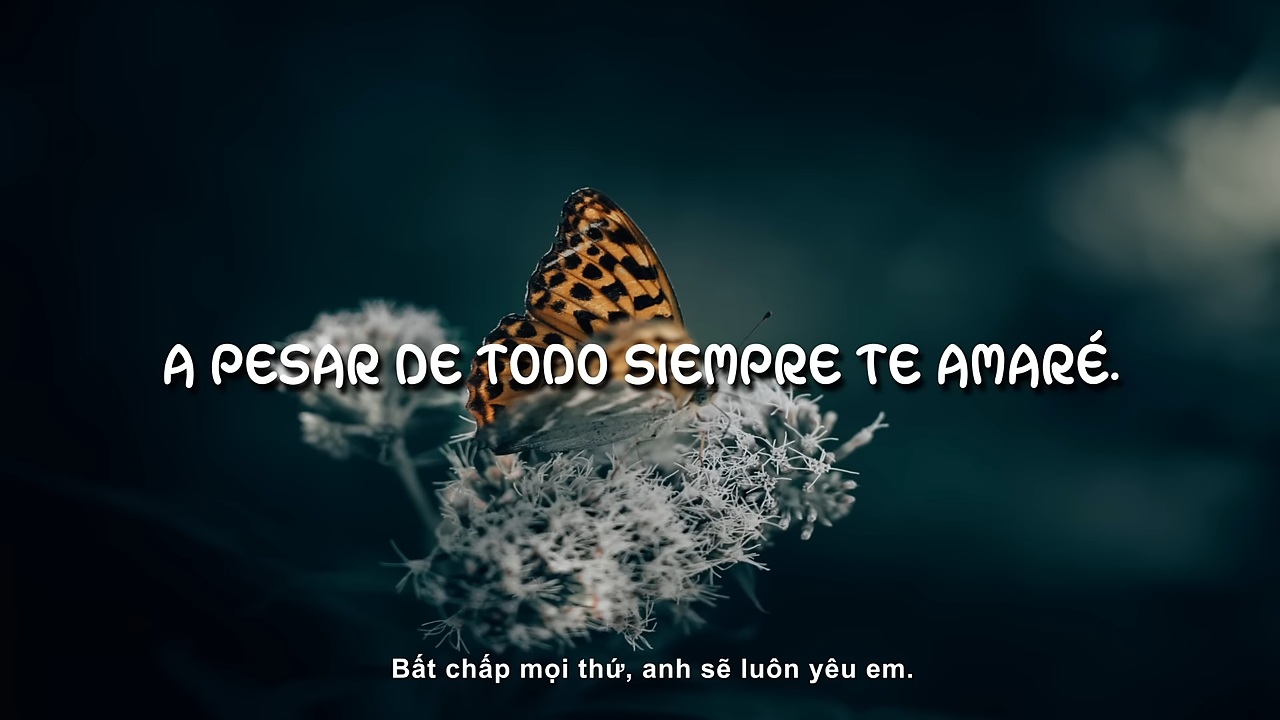 A PESAR DE TODO SIEMPRE TE AMARÉ.
Bất chấp mọi thứ, anh sẽ luôn yêu em.